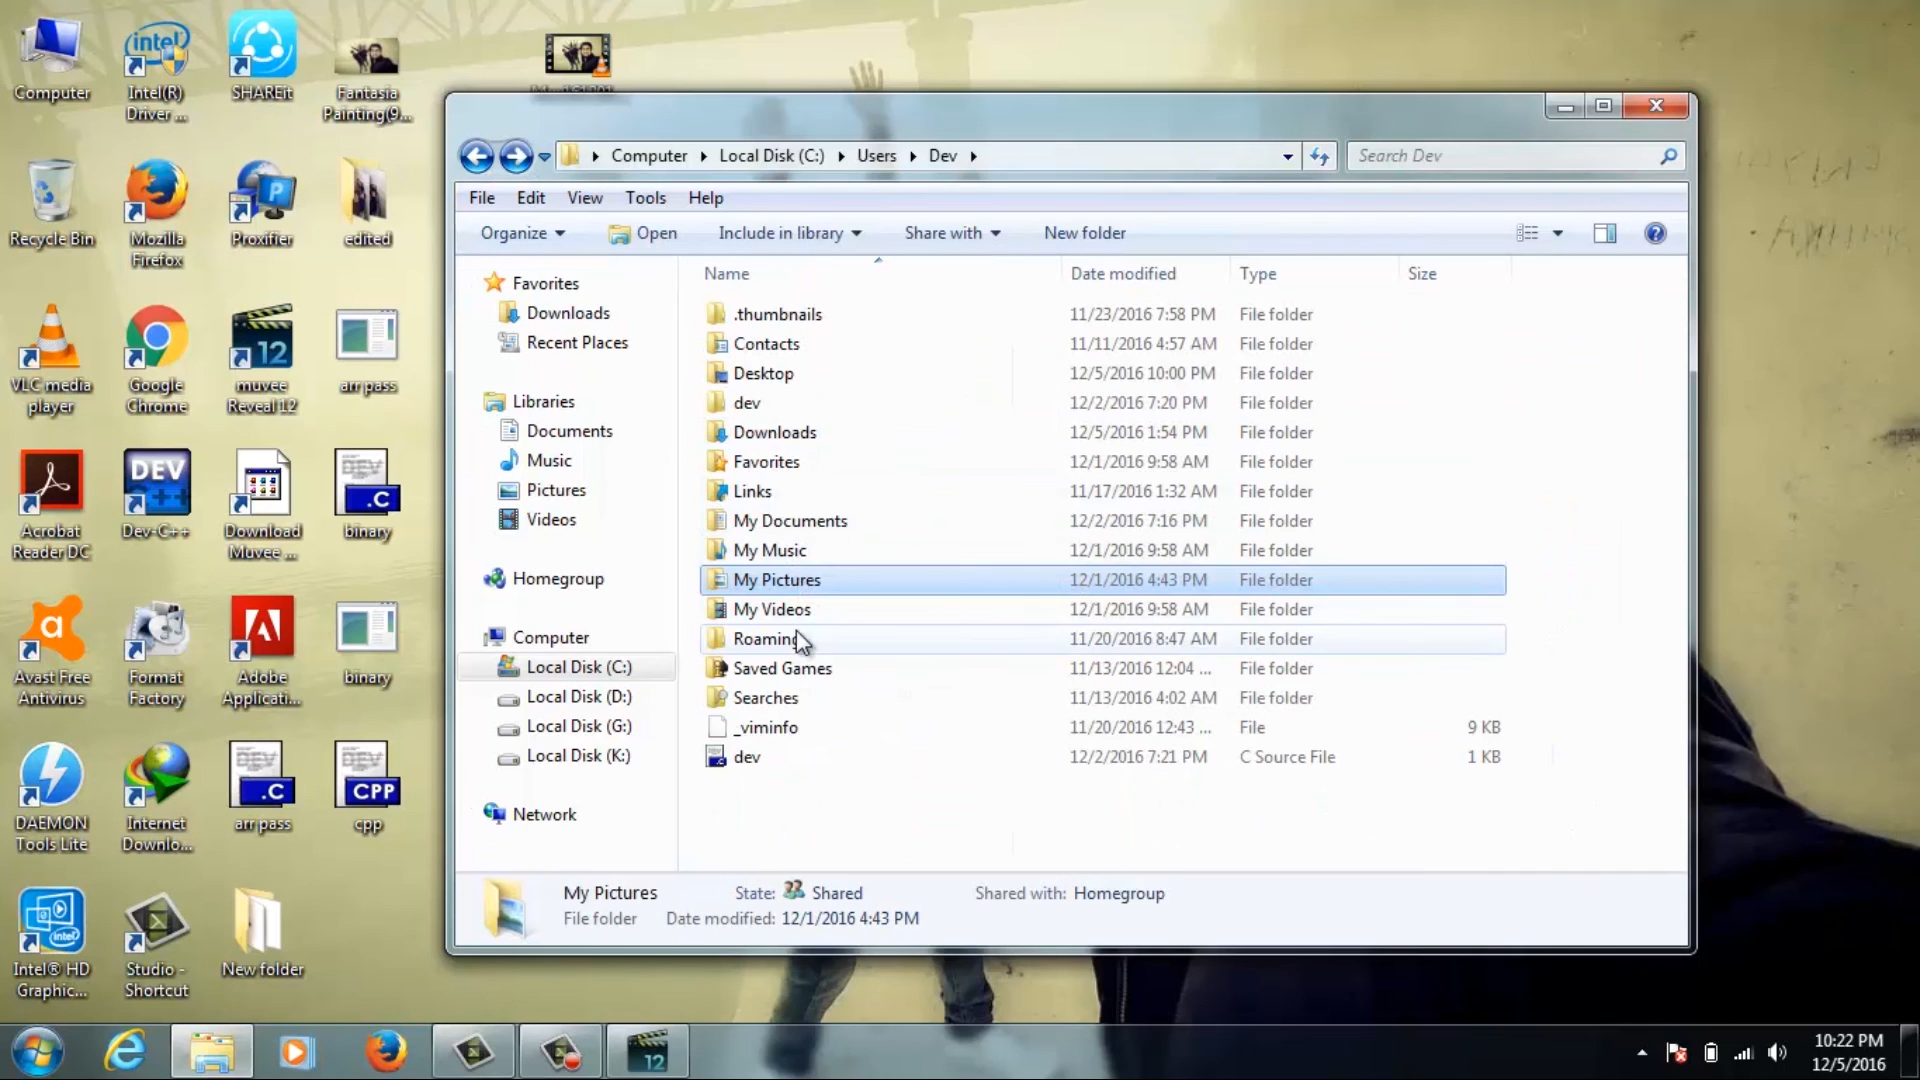 Computer
Intel(R)
Driver ...
SHAREit
Fantasia
Painting(9...
Recycle Bin
Mozilla
Firefox
Proxifier
edited
VLC media
player
Google
Chrome
muvee
Reveal 12
arr pass
Acrobat
Reader DC
Dev-C++
Download
Muvee ...
binary
Avast Free
Antivirus
Format
Factory
Adobe
Applicati...
binary
DAEMON
Tools Lite
Internet
Downlo...
arr pass
cpp
Intel® HD
Graphic...
Studio -
Shortcut
New folder
Computer
Local Disk (C:)
Users
Dev
Search Dev
File Edit View Tools Help
Organize Open Include in library Share with New folder
Name Date modified Type Size
Favorites
Downloads
Recent Places
Libraries
Documents
Music
Pictures
Videos
Homegroup
Computer
Local Disk (C:)
Local Disk (D:)
Local Disk (G:)
Local Disk (K:)
Network
.thumbnails 11/23/2016 7:58 PM File folder
Contacts 11/11/2016 4:57 AM File folder
Desktop 12/5/2016 10:00 PM File folder
dev 12/2/2016 7:20 PM File folder
Downloads 12/5/2016 1:54 PM File folder
Favorites 12/1/2016 9:58 AM File folder
Links 11/17/2016 1:32 AM File folder
My Documents 12/2/2016 7:16 PM File folder
My Music 12/1/2016 9:58 AM File folder
My Pictures 12/1/2016 4:43 PM File folder
My Videos 12/1/2016 9:58 AM File folder
Roaming 11/20/2016 8:47 AM File folder
Saved Games 11/13/2016 12:04 ... File folder
Searches 11/13/2016 4:02 AM File folder
_viminfo 11/20/2016 12:43 ... File 9 KB
dev 12/2/2016 7:21 PM C Source File 1 KB
My Pictures State: Shared Shared with: Homegroup
File folder Date modified: 12/1/2016 4:43 PM
10:22 PM
12/5/2016